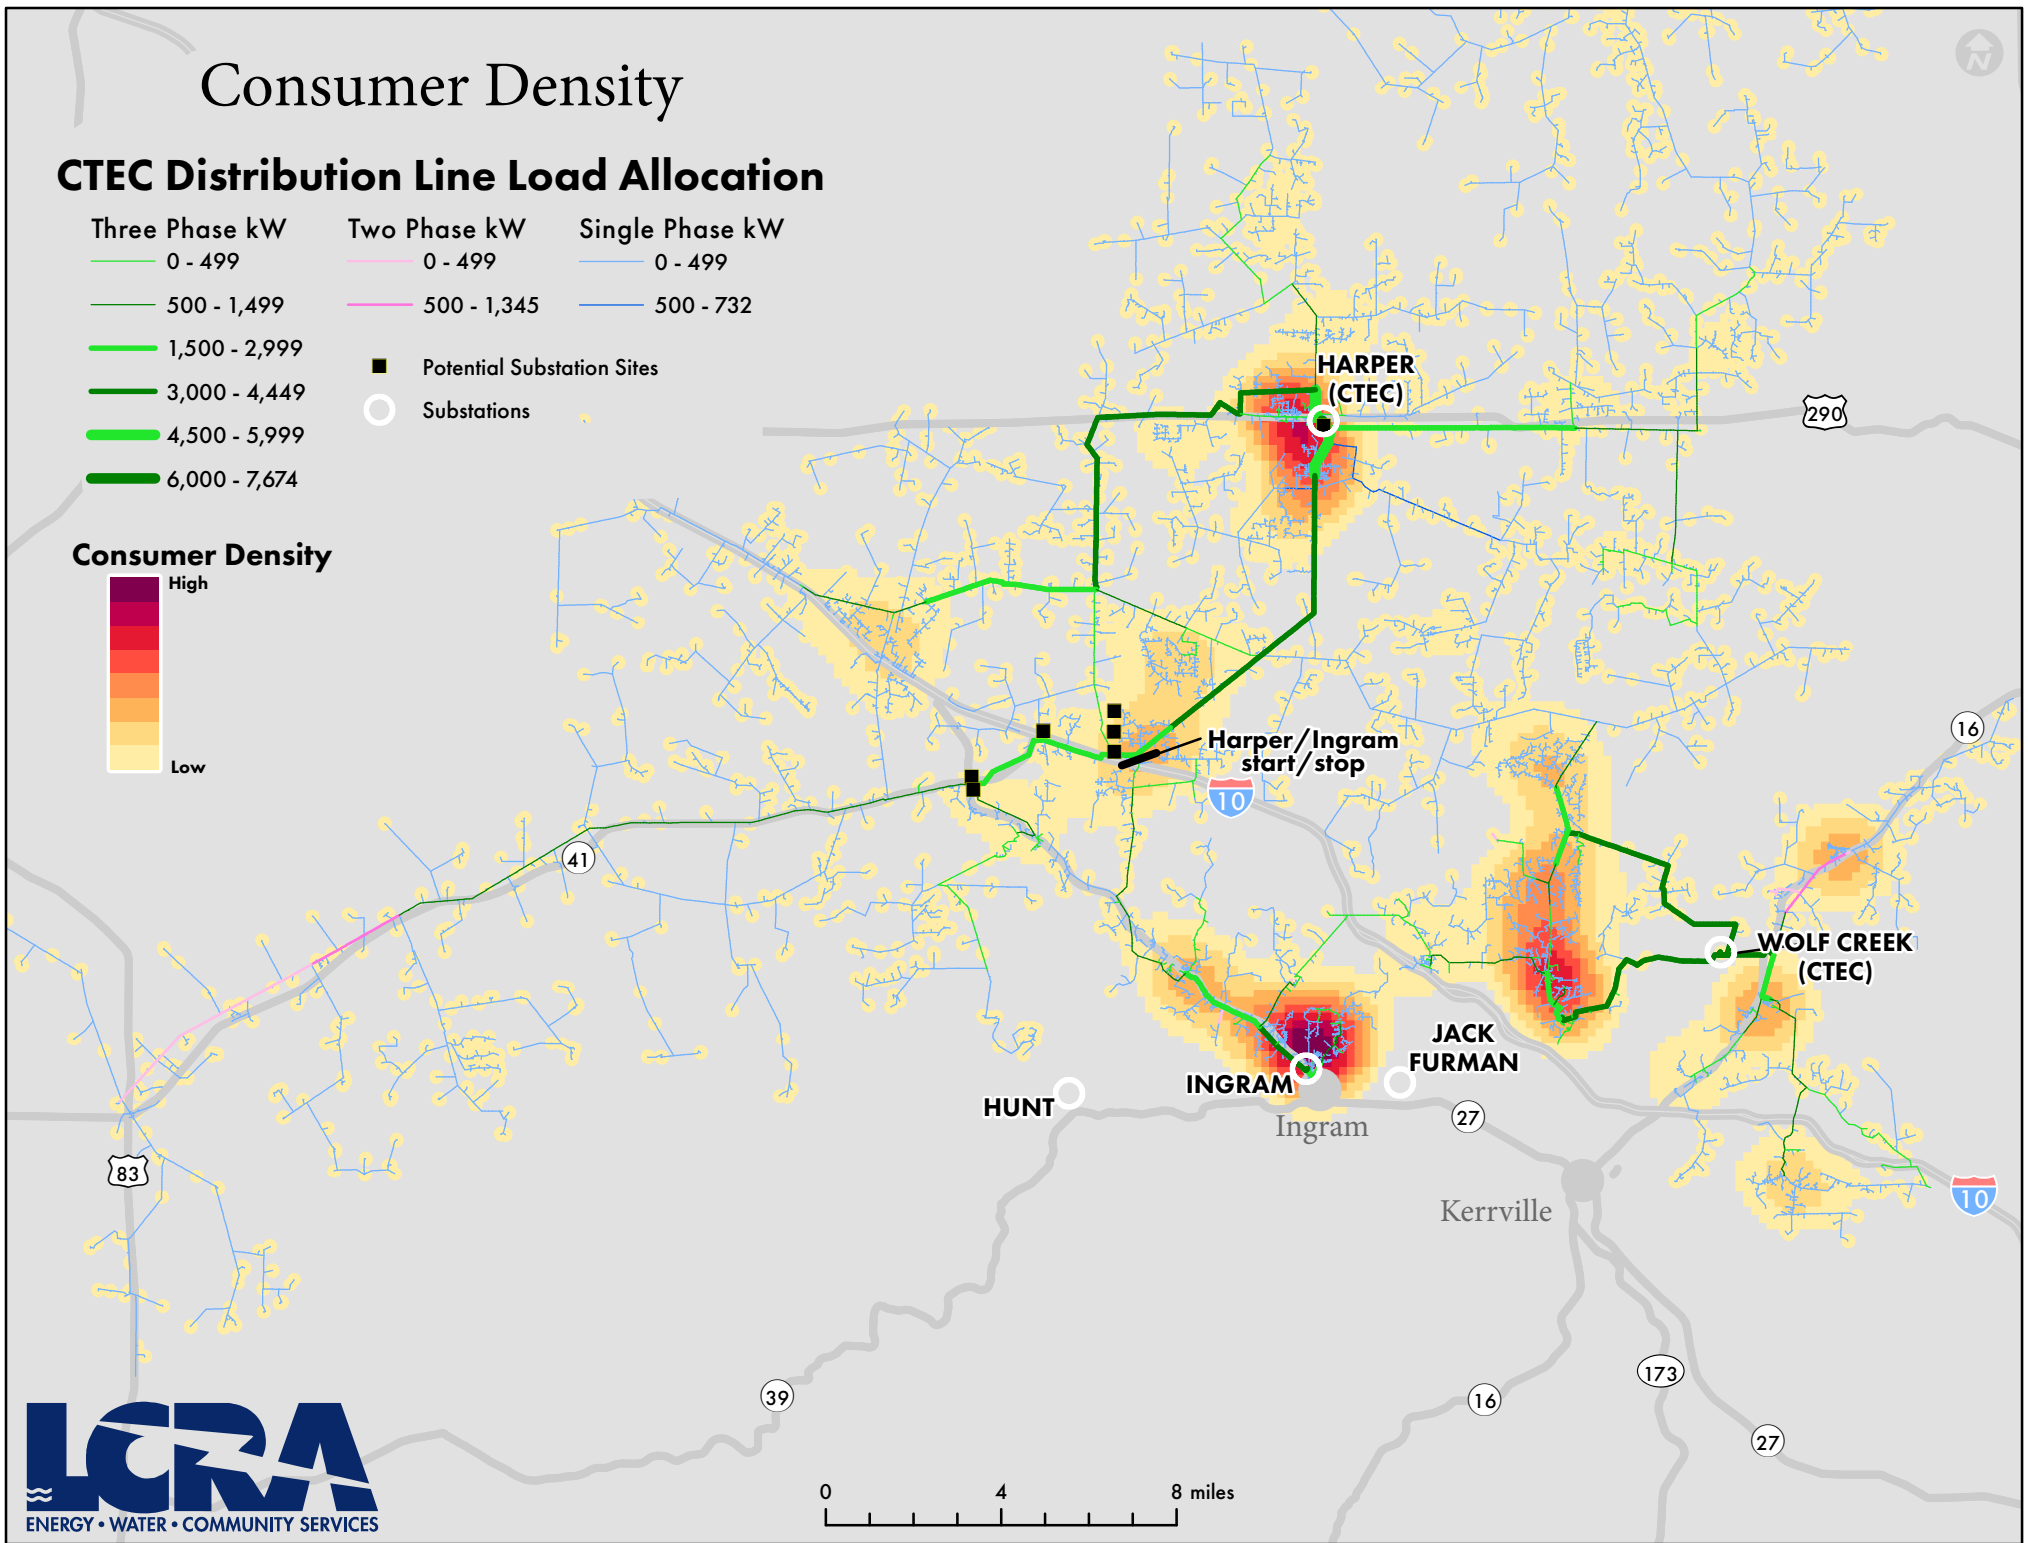 Consumer Density
CTEC Distribution Line Load Allocation
Three Phase kW
0 - 499
500 - 1,499
1,500 - 2,999
3,000 - 4,449
4,500 - 5,999
6,000 - 7,674
Two Phase kW
0 - 499
500 - 1,345
Single Phase kW
0 - 499
500 - 732
Potential Substation Sites
Substations
Consumer Density
High
Low
N
HARPER
(CTEC)
290
Harper/Ingram
start/stop
10
16
41
WOLF CREEK
(CTEC)
JACK
FURMAN
INGRAM
HUNT
Ingram
27
83
Kerrville
10
39
16
173
27
0 4 8 miles
LCRA
ENERGY • WATER • COMMUNITY SERVICES